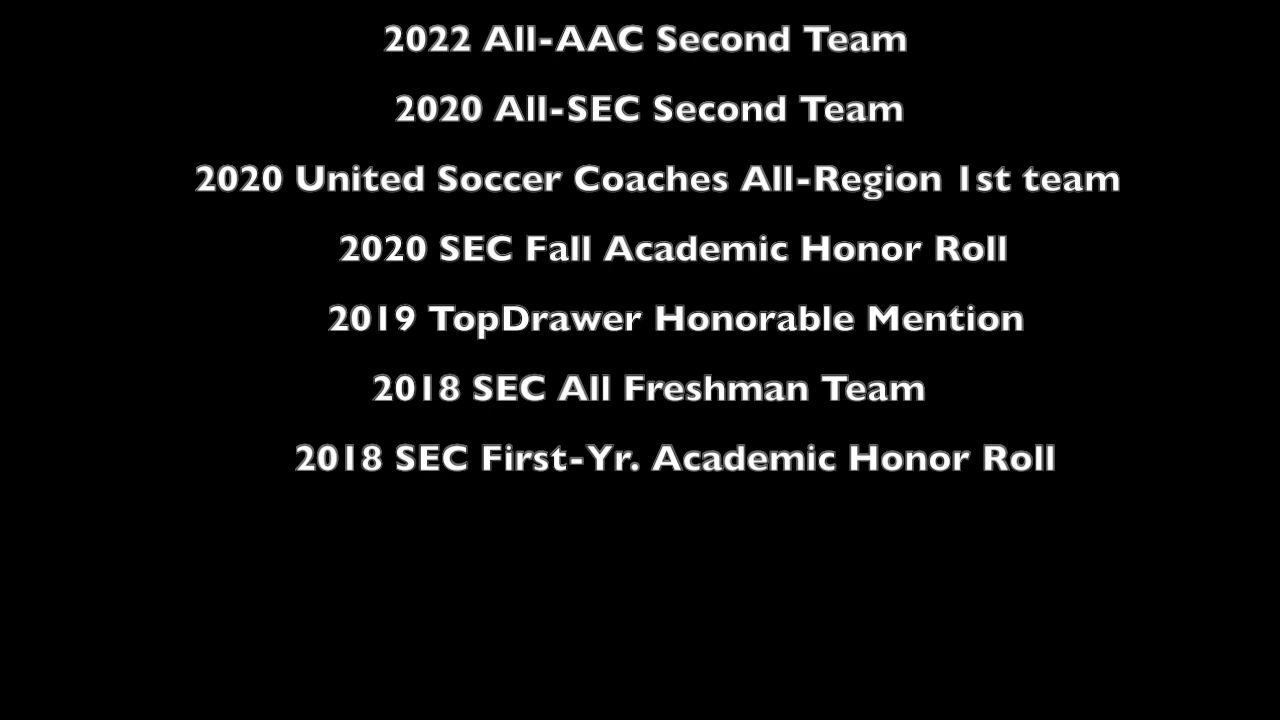 2022 All-AAC Second Team
2020 All-SEC Second Team
2020 United Soccer Coaches All-Region 1st team
2020 SEC Fall Academic Honor Roll
2019 TopDrawer Honorable Mention
2018 SEC All Freshman Team
2018 SEC First-Yr. Academic Honor Roll